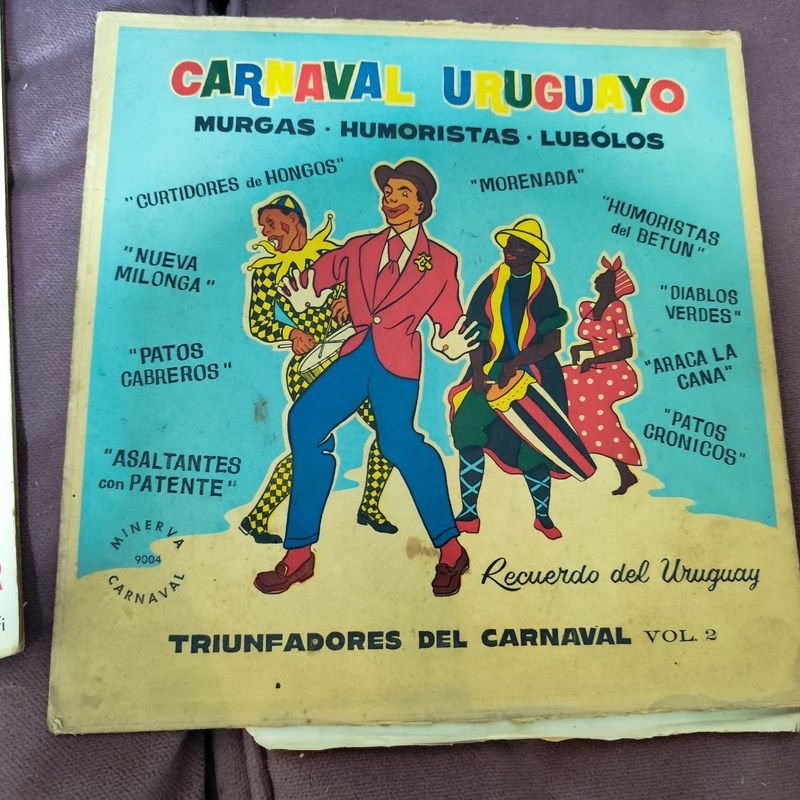 CARNAVAL URUGUAYO
MURGAS · HUMORISTAS · LUBÓLOS
"CURTIDORES de HONGOS"
"MORENADA"
"HUMORISTAS
del BETUN"
"NUEVA
MILONGA"
"DIABLOS
VERDES"
"PATOS
CABREROS"
"ARACA LA
CANA"
"PATOS
CRONICOS"
"ASALTANTES
con PATENTE"
MINERVA
9004
CARNAVAL
Recuerdo del Uruguay
TRIUNFADORES DEL CARNAVAL VOL. 2